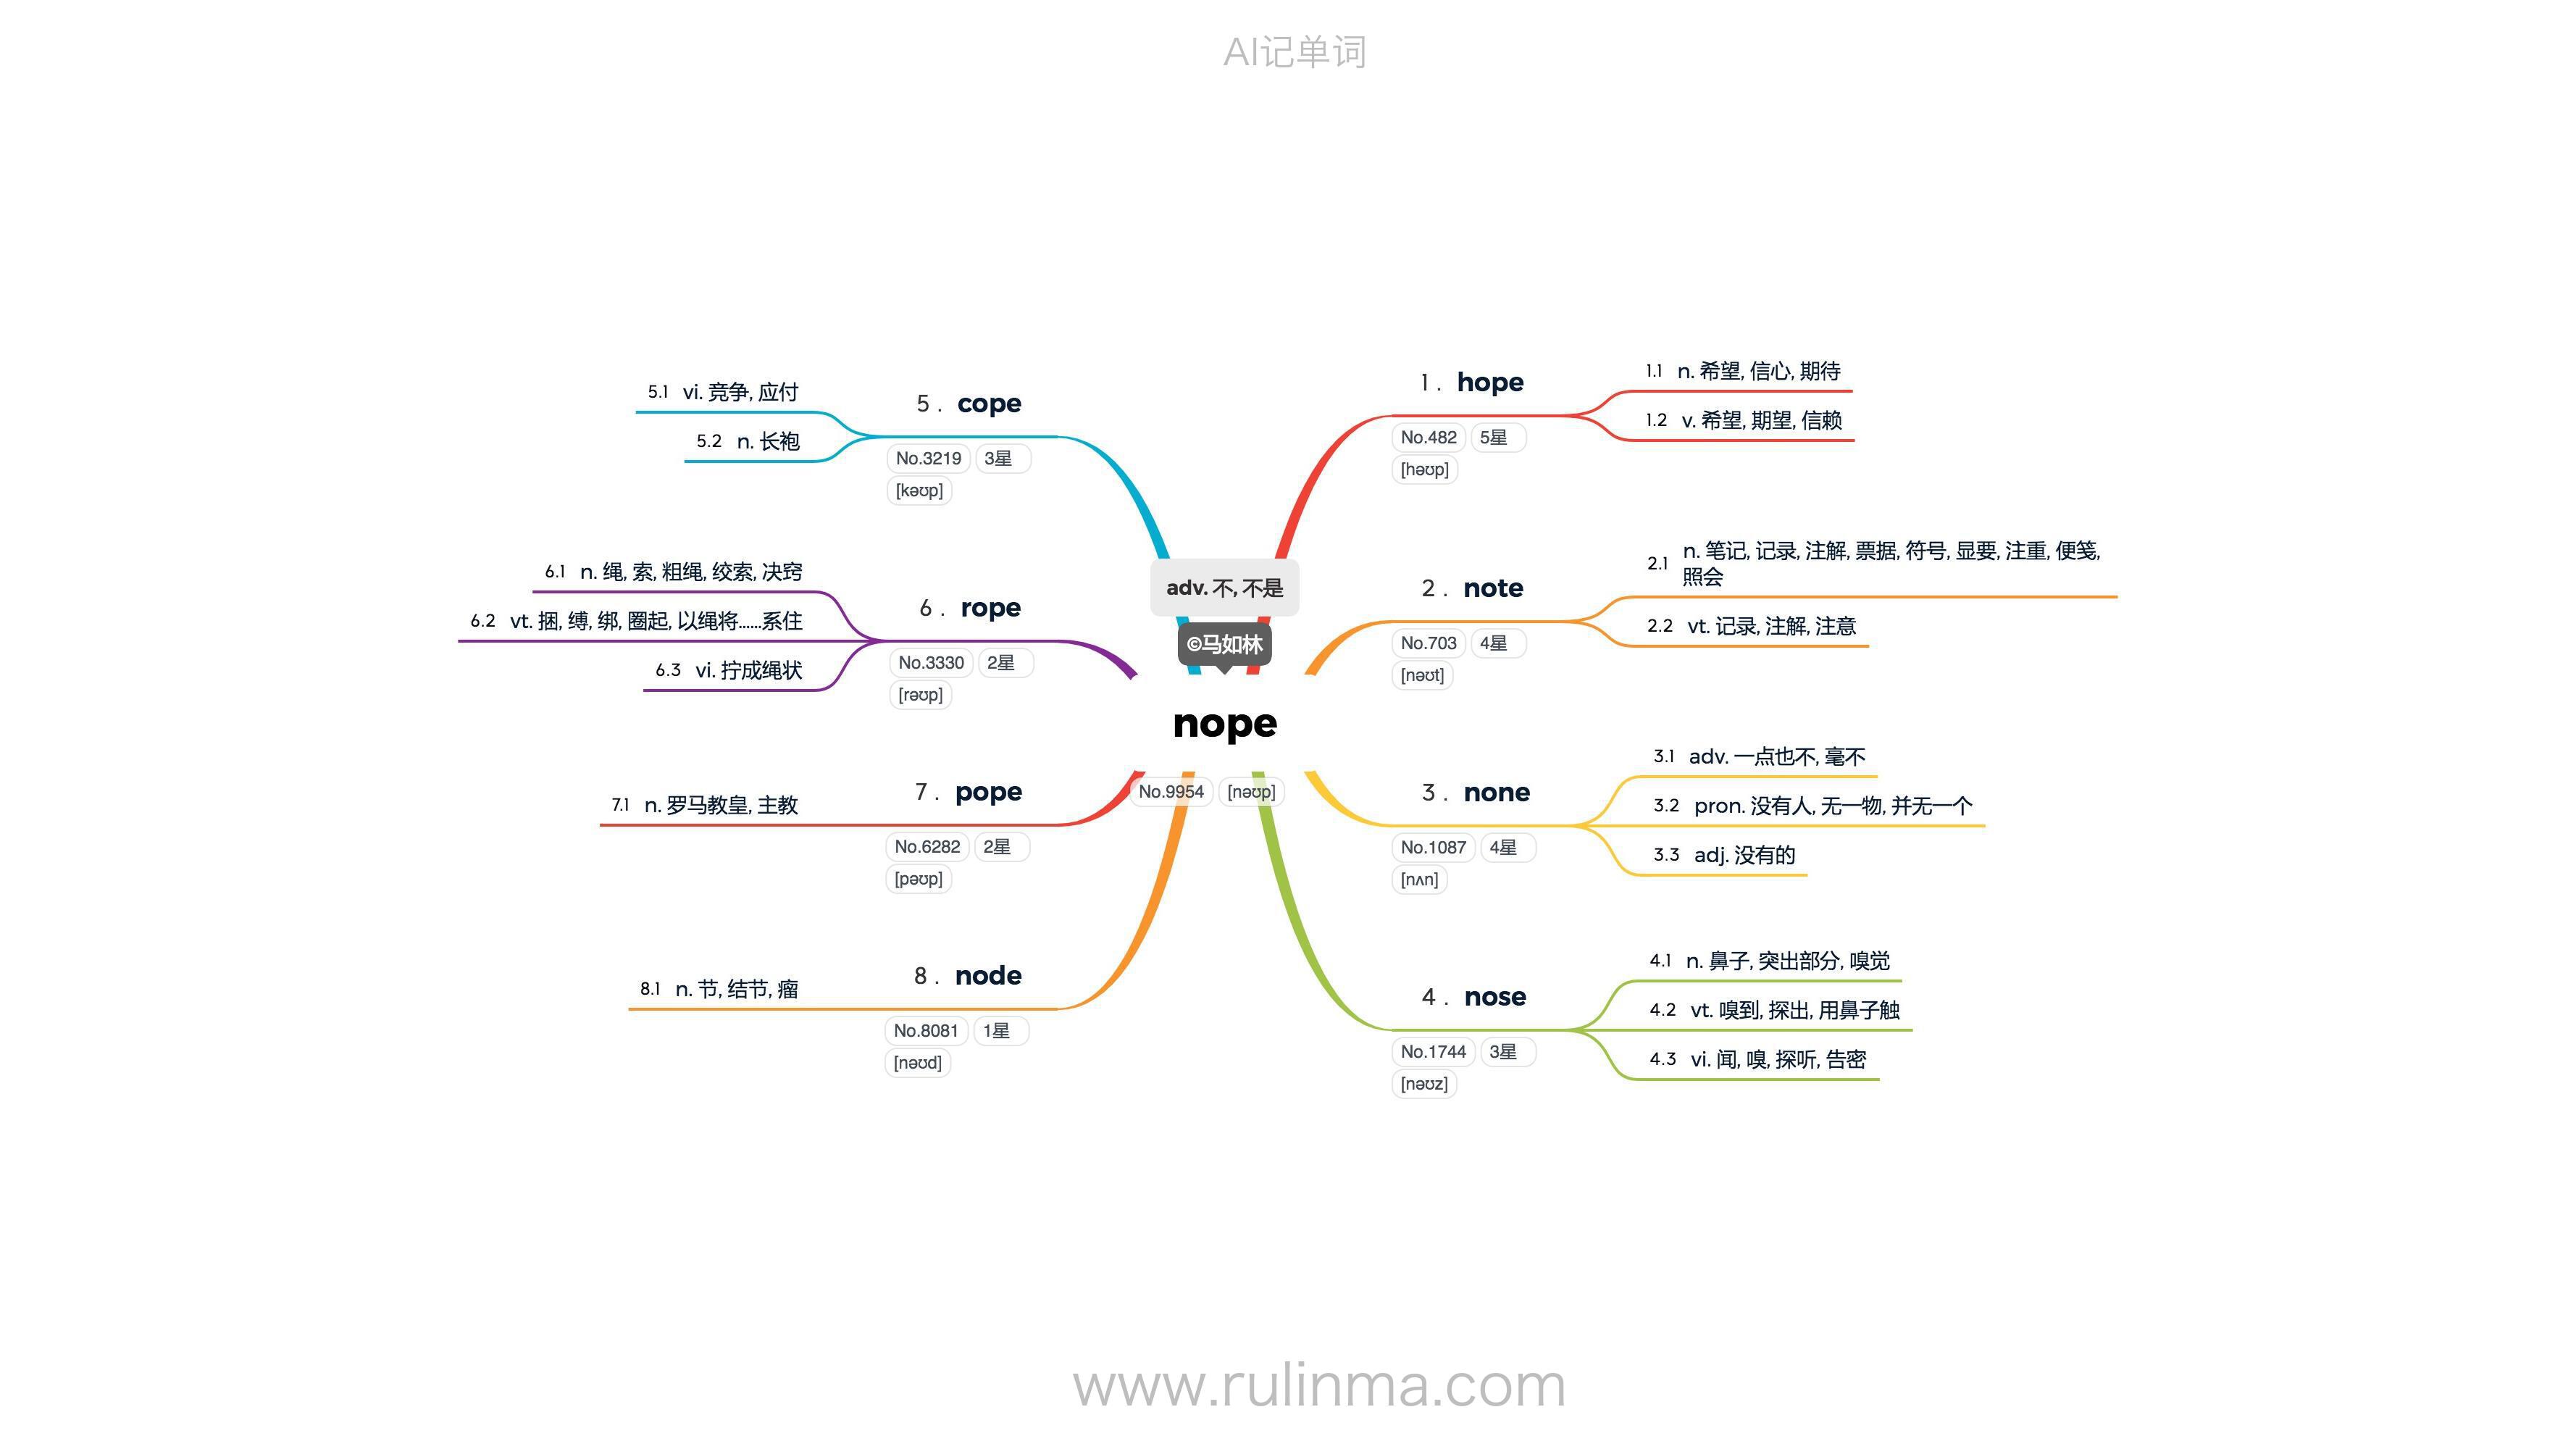 AI记单词
adv. 不, 不是
©马如林
nope
No.9954 [nəʊp]
1 . hope
No.482 5星
[həʊp]
1.1 n. 希望, 信心, 期待
1.2 v. 希望, 期望, 信赖
2 . note
No.703 4星
[nəʊt]
2.1 n. 笔记, 记录, 注解, 票据, 符号, 显要, 注重, 便笺,
照会
2.2 vt. 记录, 注解, 注意
3 . none
No.1087 4星
[nʌn]
3.1 adv. 一点也不, 毫不
3.2 pron. 没有人, 无一物, 并无一个
3.3 adj. 没有的
4 . nose
No.1744 3星
[nəʊz]
4.1 n. 鼻子, 突出部分, 嗅觉
4.2 vt. 嗅到, 探出, 用鼻子触
4.3 vi. 闻, 嗅, 探听, 告密
5 . cope
No.3219 3星
[kəʊp]
5.1 vi. 竞争, 应付
5.2 n. 长袍
6 . rope
No.3330 2星
[rəʊp]
6.1 n. 绳, 索, 粗绳, 绞索, 决窍
6.2 vt. 捆, 缚, 绑, 圈起, 以绳将......系住
6.3 vi. 拧成绳状
7 . pope
No.6282 2星
[pəʊp]
7.1 n. 罗马教皇, 主教
8 . node
No.8081 1星
[nəʊd]
8.1 n. 节, 结节, 瘤
www.rulinma.com